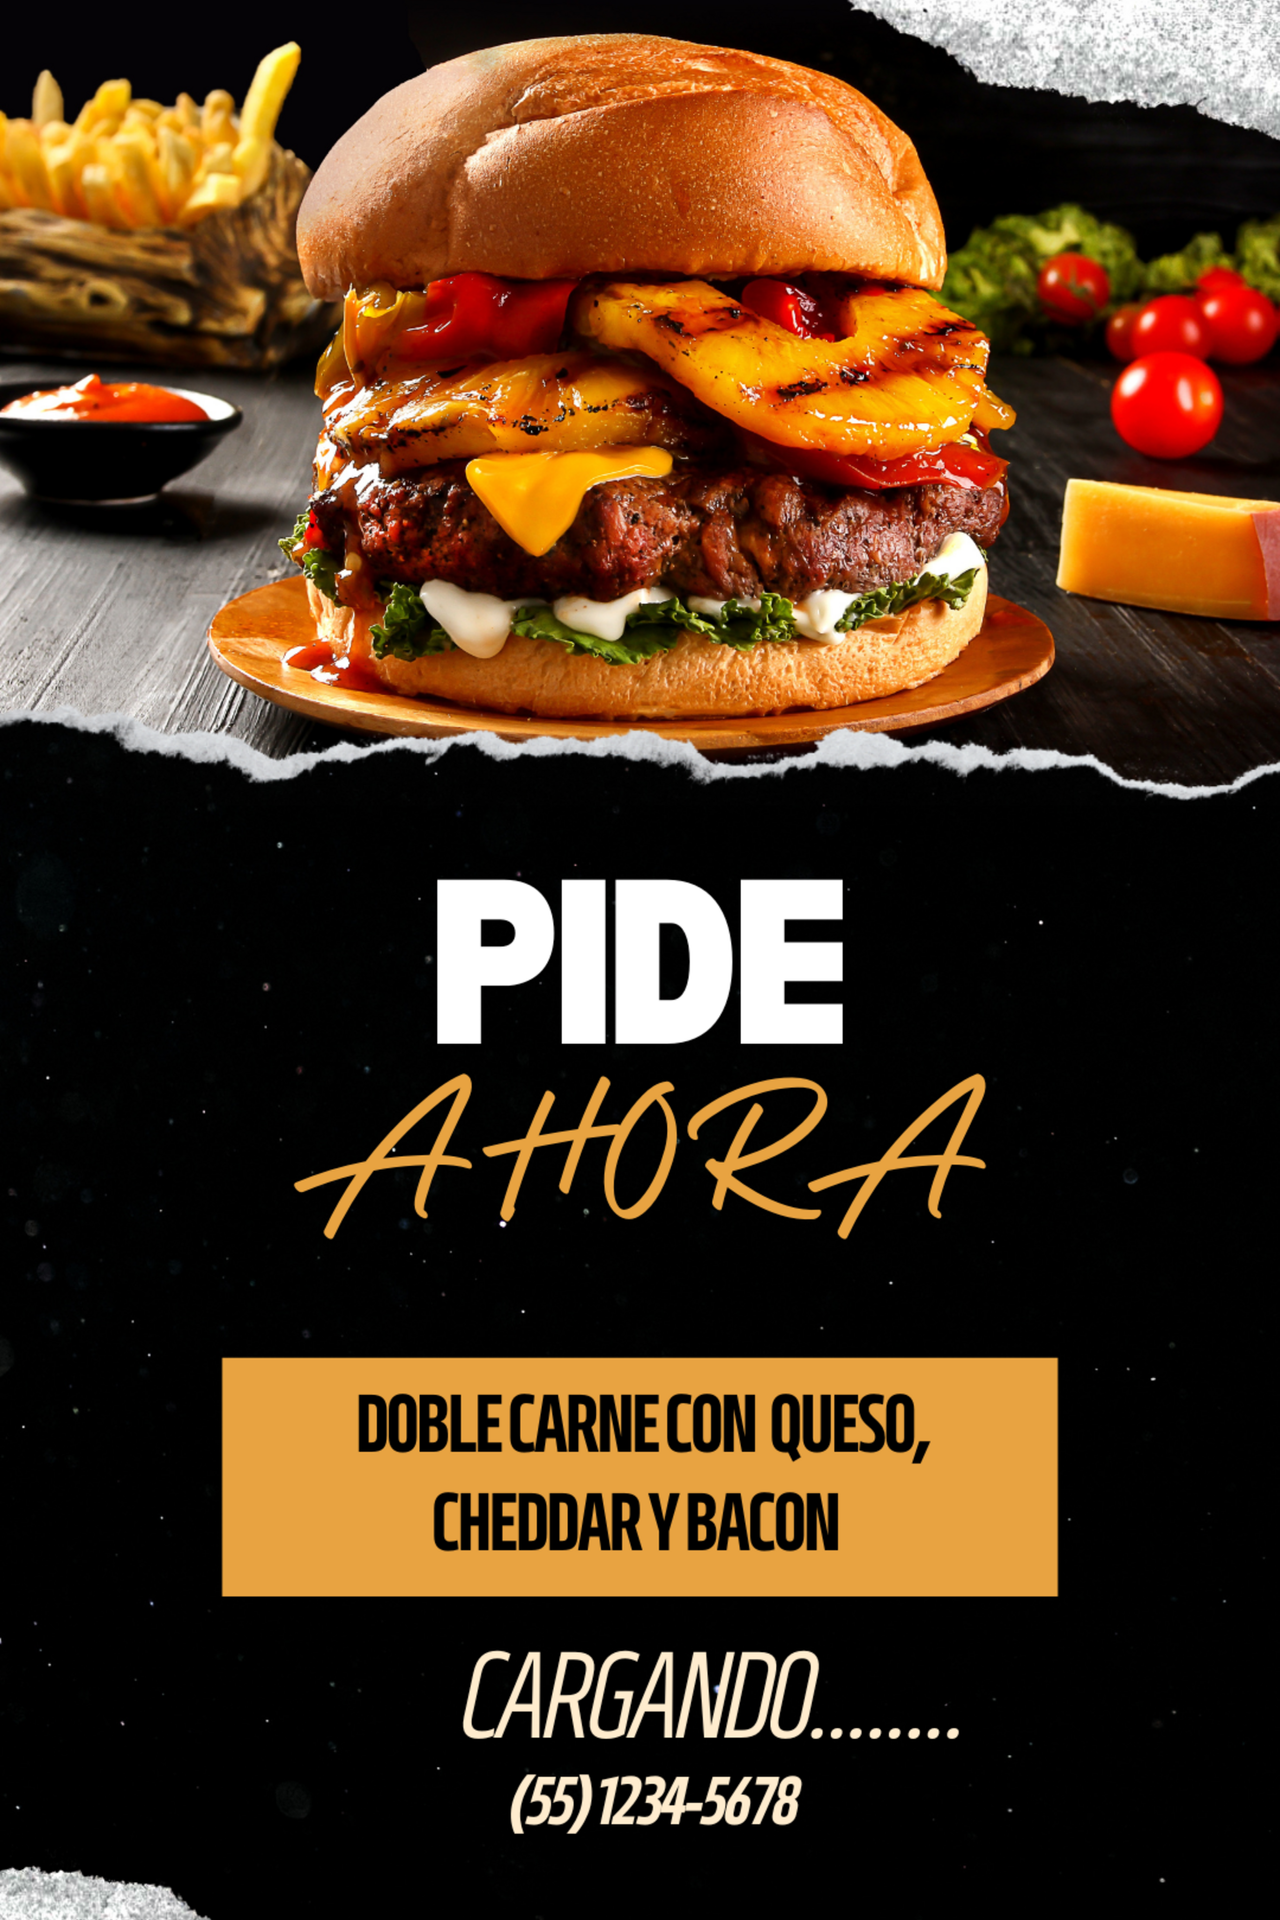 PIDE
AHORA
DOBLE CARNE CON QUESO,
CHEDDAR Y BACON
CARGANDO........
(55) 1234-5678